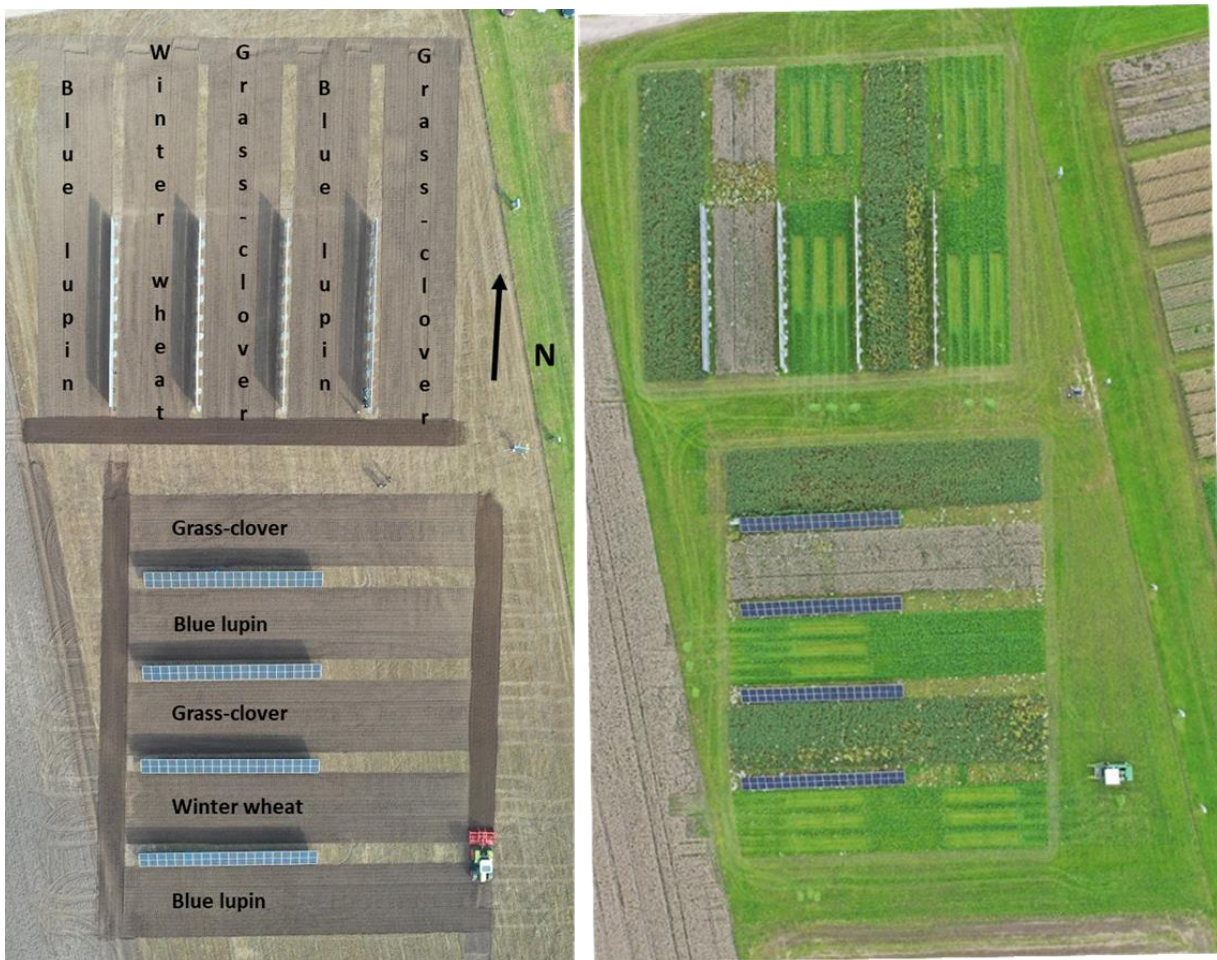 Blue lupin
Winter wheat
Grass-clover
Blue lupin
Grass-clover
N
Grass-clover
Blue lupin
Grass-clover
Winter wheat
Blue lupin